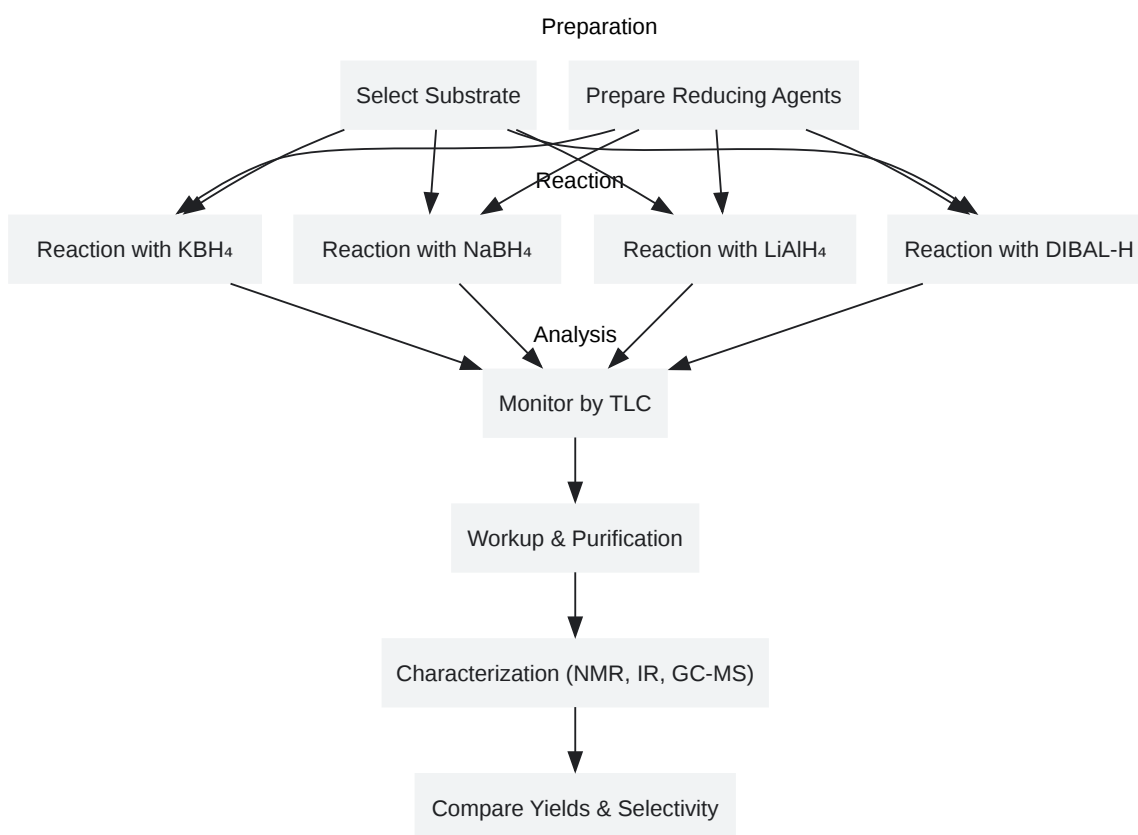 Preparation
Select Substrate
Prepare Reducing Agents
Reaction
Reaction with KBH₄
Reaction with NaBH₄
Reaction with LiAlH₄
Reaction with DIBAL-H
Analysis
Monitor by TLC
Workup & Purification
Characterization (NMR, IR, GC-MS)
Compare Yields & Selectivity